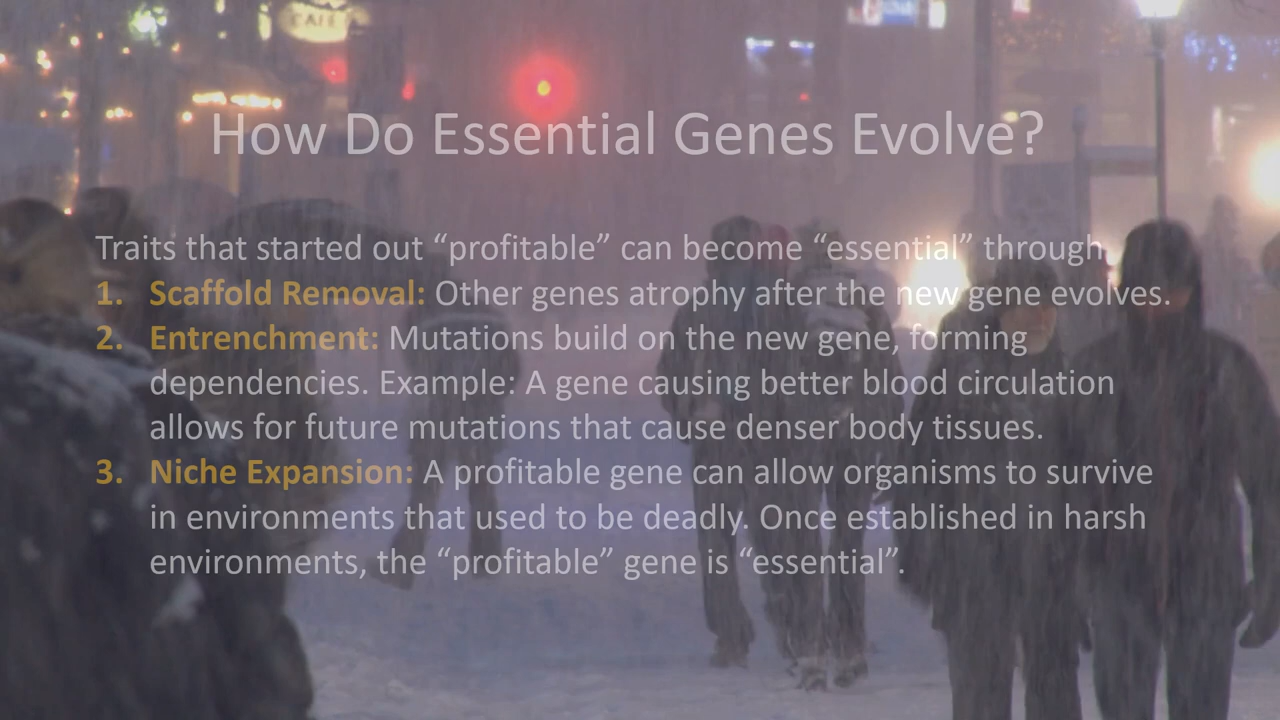 CAFE
How Do Essential Genes Evolve?
Traits that started out “profitable” can become “essential” through
1. Scaffold Removal: Other genes atrophy after the new gene evolves.
2. Entrenchment: Mutations build on the new gene, forming
dependencies. Example: A gene causing better blood circulation
allows for future mutations that cause denser body tissues.
3. Niche Expansion: A profitable gene can allow organisms to survive
in environments that used to be deadly. Once established in harsh
environments, the “profitable” gene is “essential”.